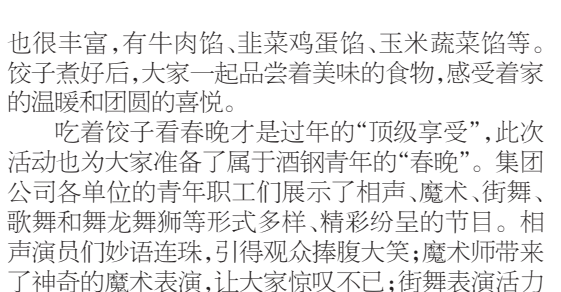 也很丰富,有牛肉馅、韭菜鸡蛋馅、玉米蔬菜馅等。
饺子煮好后,大家一起品尝着美味的食物,感受着家
的温暖和团圆的喜悦。
吃着饺子看春晚才是过年的“顶级享受”,此次
活动也为大家准备了属于酒钢青年的“春晚”。集团
公司各单位的青年职工们展示了相声、魔术、街舞、
歌舞和舞龙舞狮等形式多样、精彩纷呈的节目。相
声演员们妙语连珠,引得观众捧腹大笑;魔术师带来
了神奇的魔术表演,让大家惊叹不已;街舞表演活力